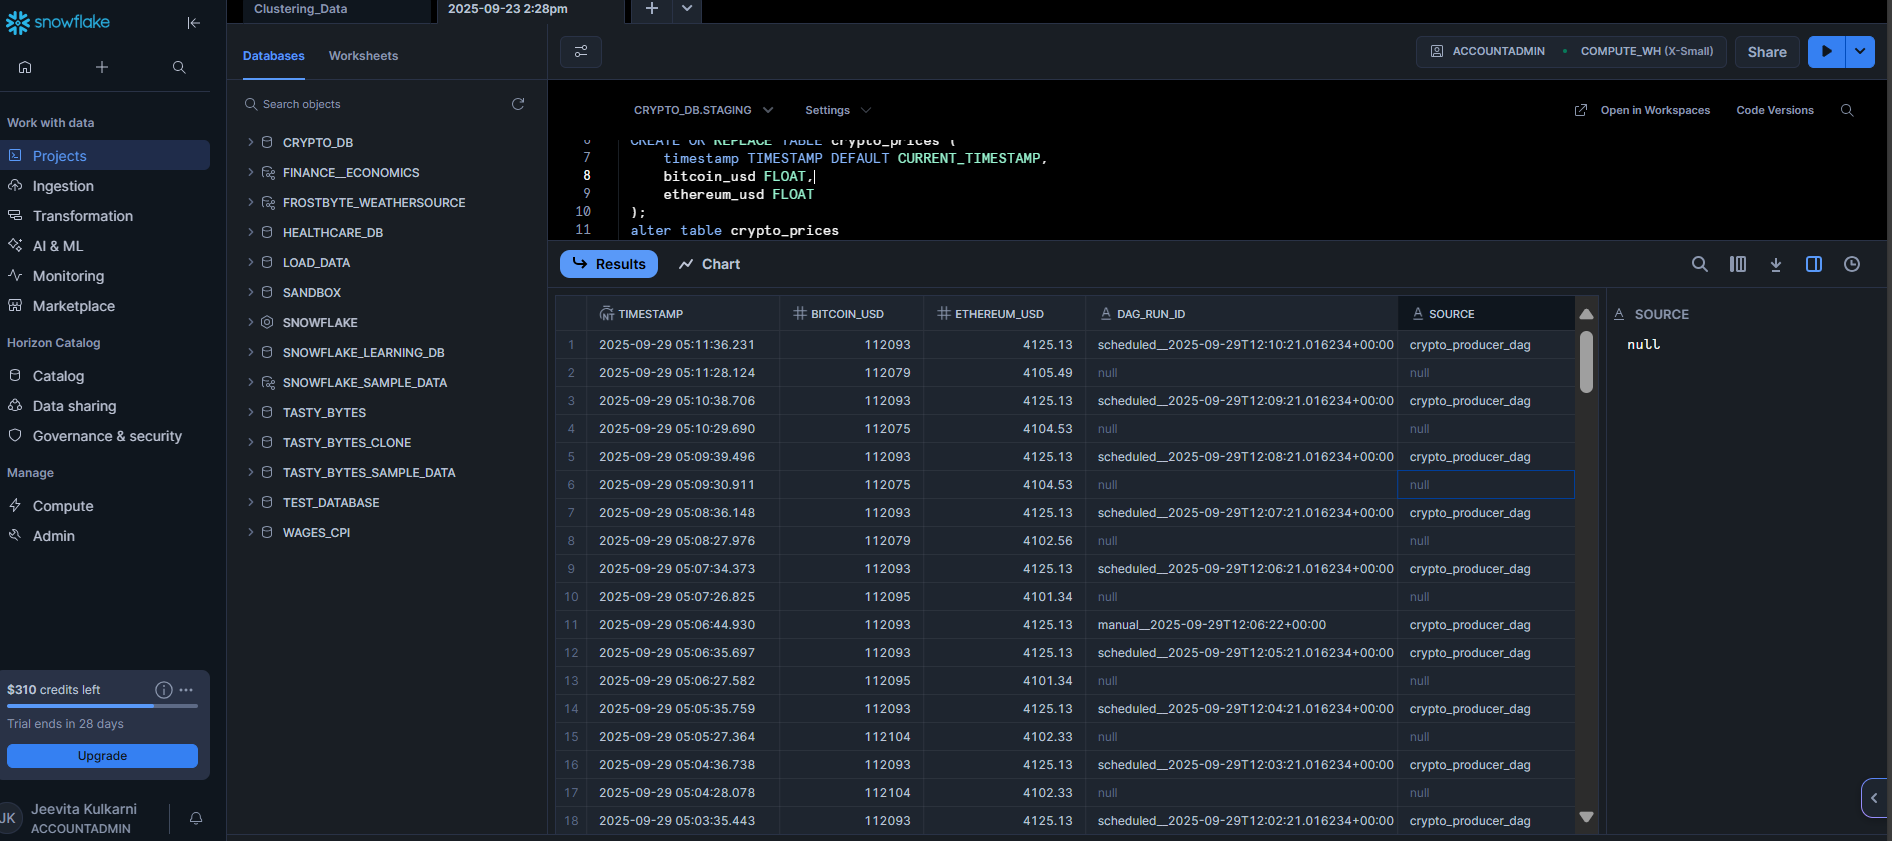 snowflake
Work with data
Projects
Ingestion
Transformation
AI & ML
Monitoring
Marketplace
Horizon Catalog
Catalog
Data sharing
Governance & security
Manage
Compute
Admin
$310 credits left
Trial ends in 28 days
Upgrade
JK
Jeevita Kulkarni
ACCOUNTADMIN
Clustering_Data
2025-09-23 2:28pm
Databases
Worksheets
Search objects
CRYPTO_DB
FINANCE__ECONOMICS
FROSTBYTE_WEATHERSOURCE
HEALTHCARE_DB
LOAD_DATA
SANDBOX
SNOWFLAKE
SNOWFLAKE_LEARNING_DB
SNOWFLAKE_SAMPLE_DATA
TASTY_BYTES
TASTY_BYTES_CLONE
TASTY_BYTES_SAMPLE_DATA
TEST_DATABASE
WAGES_CPI
ACCOUNTADMIN COMPUTE_WH (X-Small)
Share
CRYPTO_DB.STAGING
Settings
Open in Workspaces
Code Versions
6 CREATE OR REPLACE TABLE crypto_prices (
7 timestamp TIMESTAMP DEFAULT CURRENT_TIMESTAMP,
8 bitcoin_usd FLOAT,
9 ethereum_usd FLOAT
10 );
11 alter table crypto_prices
Results
Chart
TIMESTAMP BITCOIN_USD ETHEREUM_USD DAG_RUN_ID SOURCE
1 2025-09-29 05:11:36.231 112093 4125.13 scheduled__2025-09-29T12:10:21.016234+00:00 crypto_producer_dag
2 2025-09-29 05:11:28.124 112079 4105.49 null null
3 2025-09-29 05:10:38.706 112093 4125.13 scheduled__2025-09-29T12:09:21.016234+00:00 crypto_producer_dag
4 2025-09-29 05:10:29.690 112075 4104.53 null null
5 2025-09-29 05:09:39.496 112093 4125.13 scheduled__2025-09-29T12:08:21.016234+00:00 crypto_producer_dag
6 2025-09-29 05:09:30.911 112075 4104.53 null null
7 2025-09-29 05:08:36.148 112093 4125.13 scheduled__2025-09-29T12:07:21.016234+00:00 crypto_producer_dag
8 2025-09-29 05:08:27.976 112079 4102.56 null null
9 2025-09-29 05:07:34.373 112093 4125.13 scheduled__2025-09-29T12:06:21.016234+00:00 crypto_producer_dag
10 2025-09-29 05:07:26.825 112095 4101.34 null null
11 2025-09-29 05:06:44.930 112093 4125.13 manual__2025-09-29T12:06:22+00:00 crypto_producer_dag
12 2025-09-29 05:06:35.697 112093 4125.13 scheduled__2025-09-29T12:05:21.016234+00:00 crypto_producer_dag
13 2025-09-29 05:06:27.582 112095 4101.34 null null
14 2025-09-29 05:05:35.759 112093 4125.13 scheduled__2025-09-29T12:04:21.016234+00:00 crypto_producer_dag
15 2025-09-29 05:05:27.364 112104 4102.33 null null
16 2025-09-29 05:04:36.738 112093 4125.13 scheduled__2025-09-29T12:03:21.016234+00:00 crypto_producer_dag
17 2025-09-29 05:04:28.078 112104 4102.33 null null
18 2025-09-29 05:03:35.443 112093 4125.13 scheduled__2025-09-29T12:02:21.016234+00:00 crypto_producer_dag
A SOURCE
null